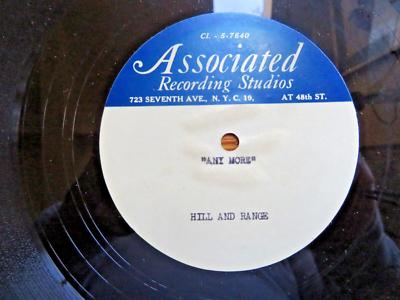 CI. - 5-7640
Associated
Recording Studios
723 SEVENTH AVE., N. Y. C. 19, AT 48th ST.
"ANY MORE"
HILL AND RANGE